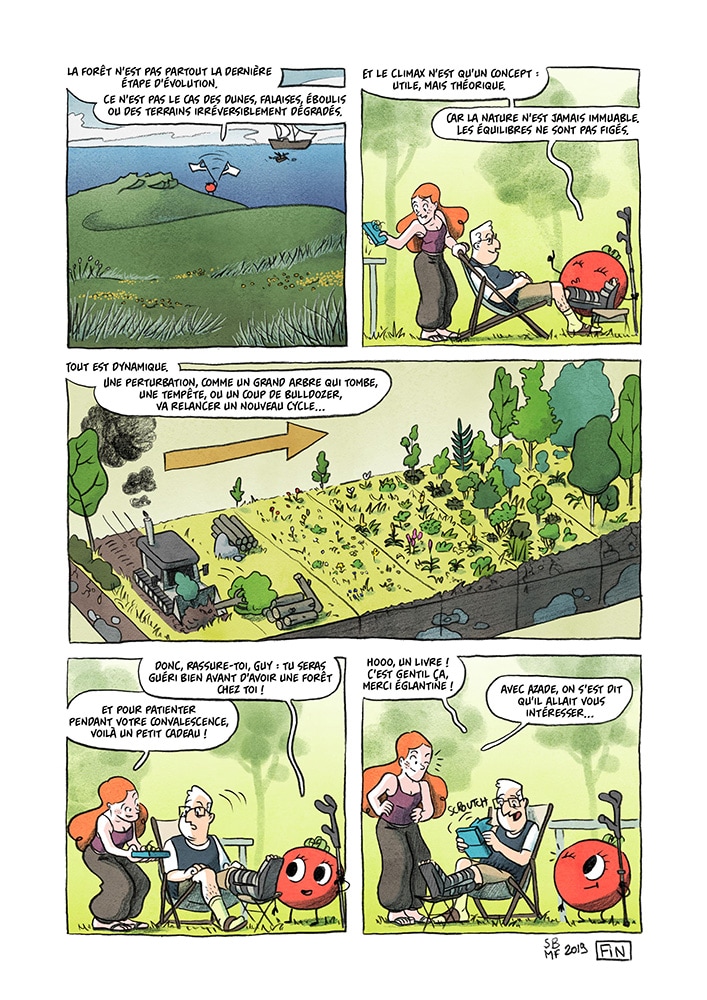 LA FORÊT N'EST PAS PARTOUT LA DERNIÈRE
ÉTAPE D'ÉVOLUTION.
CE N'EST PAS LE CAS DES DUNES, FALAISES, ÉBOULIS
OU DES TERRAINS IRRÉVERSIBLEMENT DÉGRADÉS.
ET LE CLIMAX N'EST QU'UN CONCEPT :
UTILE, MAIS THÉORIQUE.
CAR LA NATURE N'EST JAMAIS IMMUABLE.
LES ÉQUILIBRES NE SONT PAS FIGÉS.
TOUT EST DYNAMIQUE.
UNE PERTURBATION, COMME UN GRAND ARBRE QUI TOMBE,
UNE TEMPÊTE, OU UN COUP DE BULLDOZER,
VA RELANCER UN NOUVEAU CYCLE...
DONC, RASSURE-TOI, GUY : TU SERAS
GUÉRI BIEN AVANT D'AVOIR UNE FORÊT
CHEZ TOI !
ET POUR PATIENTER
PENDANT VOTRE CONVALESCENCE,
VOILÀ UN PETIT CADEAU !
HOOO, UN LIVRE !
C'EST GENTIL ÇA,
MERCI ÉGLANTINE !
AVEC AZADE, ON S'EST DIT
QU'IL ALLAIT VOUS
INTÉRESSER...
SCROUTCH
SB
MF 2019 FIN